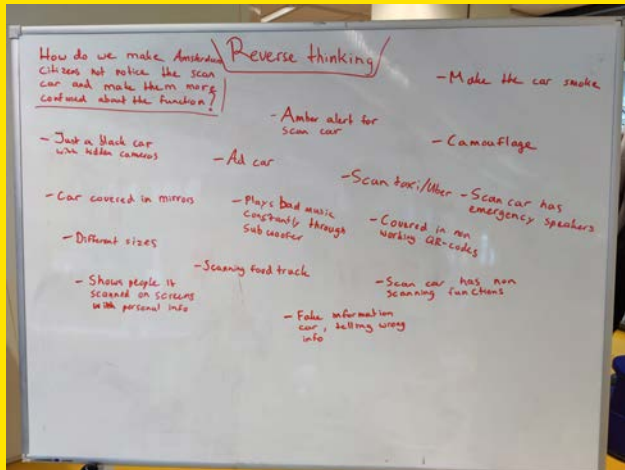 Reverse thinking
How do we make Amsterdam
citizens not notice the scan
car and make them more
confused about the function?
- Make the car smoke
- Amber alert for
scan car
- Camouflage
- Just a black car
with hidden cameras
- Ad car
- Scan taxi/Uber
- Scan car has
emergency speakers
- Car covered in mirrors
- Plays bad music
constantly through
subwoofer
- Covered in non
working QR-codes
- Different sizes
- Scanning food truck
- Shows people it
scanned on screens
with personal info
- Scan car has non
scanning functions
- Fake information
car, telling wrong
info